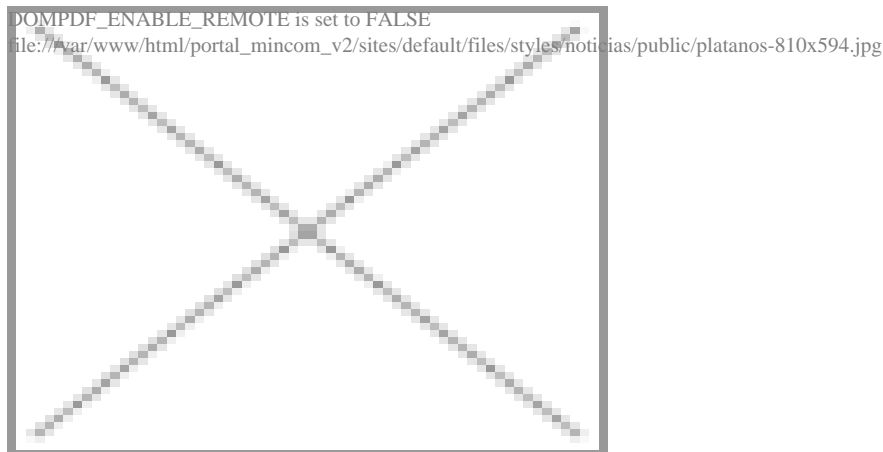 DOMPDF_ENABLE_REMOTE is set to FALSE
file:///var/www/html/portal_mincom_v2/sites/default/files/styles/noticias/public/platanos-810x594.jpg